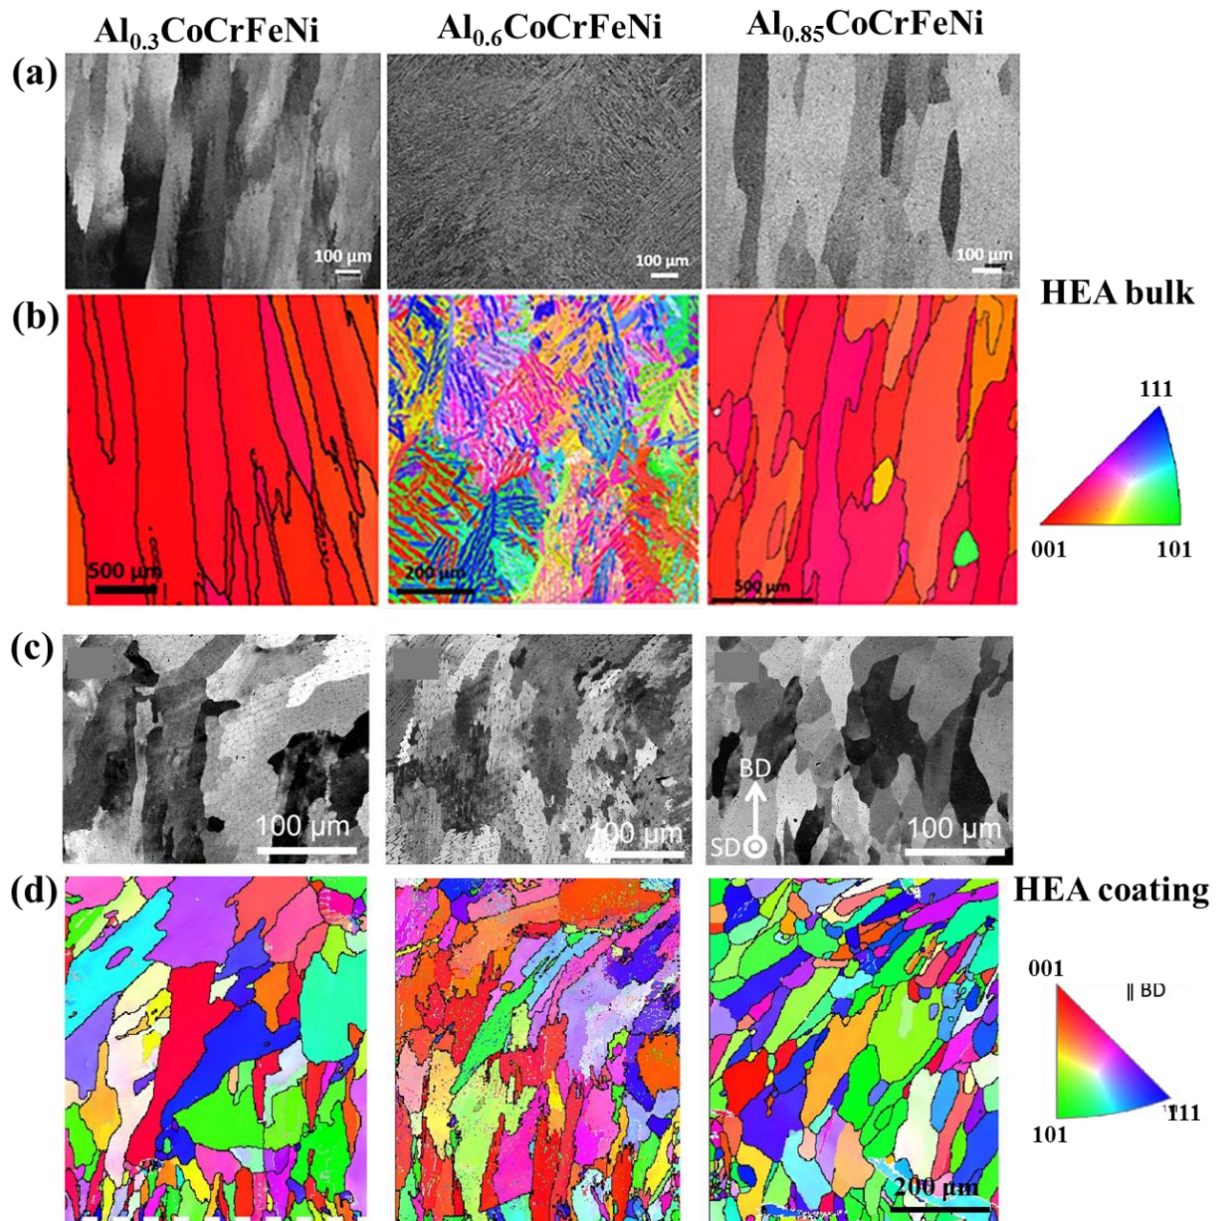 Al0.3CoCrFeNi
Al0.6CoCrFeNi
Al0.85CoCrFeNi
(a)
100 µm
100 µm
100 µm
HEA bulk
(b)
500 µm
200 µm
500 µm
111
001
101
(c)
100 µm
100 µm
BD
SD
100 µm
HEA coating
(d)
200 µm
001
|| BD
101
111